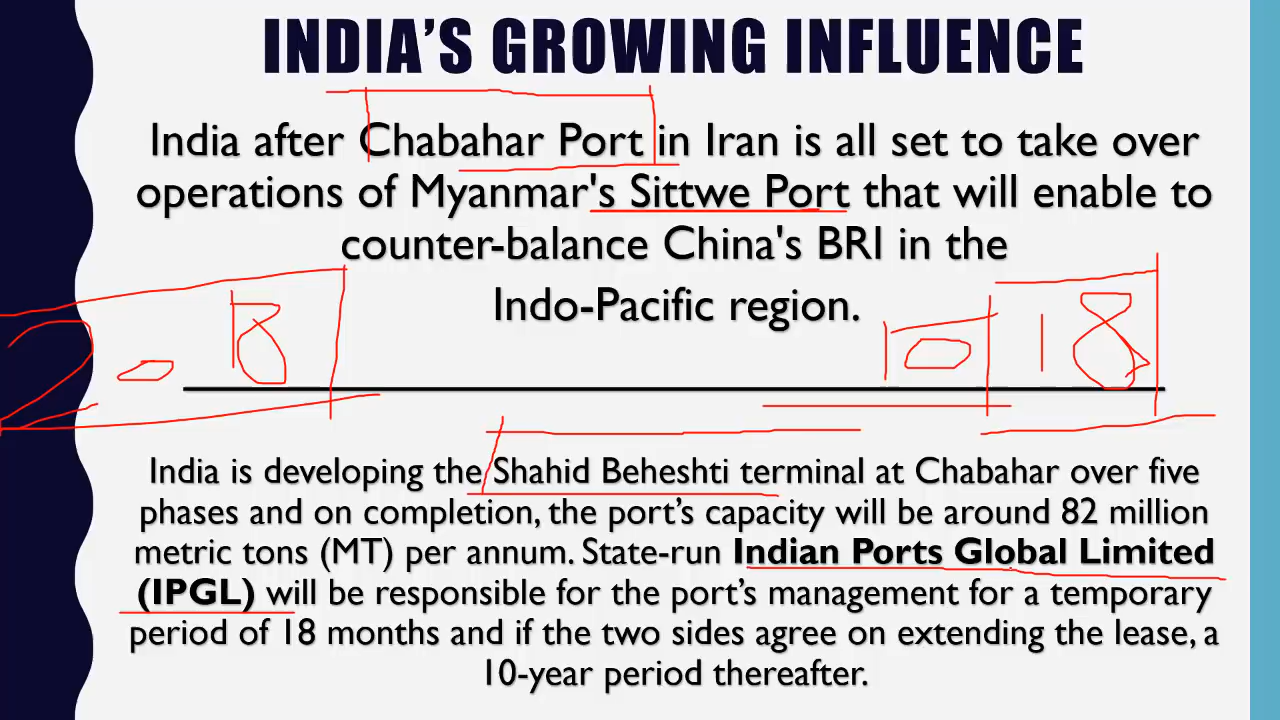 INDIA'S GROWING INFLUENCE
India after Chabahar Port in Iran is all set to take over
operations of Myanmar's Sittwe Port that will enable to
counter-balance China's BRI in the
Indo-Pacific region.
18
India is developing the Shahid Beheshti terminal at Chabahar over five
phases and on completion, the port's capacity will be around 82 million
metric tons (MT) per annum. State-run Indian Ports Global Limited
(IPGL) will be responsible for the port's management for a temporary
period of 18 months and if the two sides agree on extending the lease, a
10-year period thereafter.